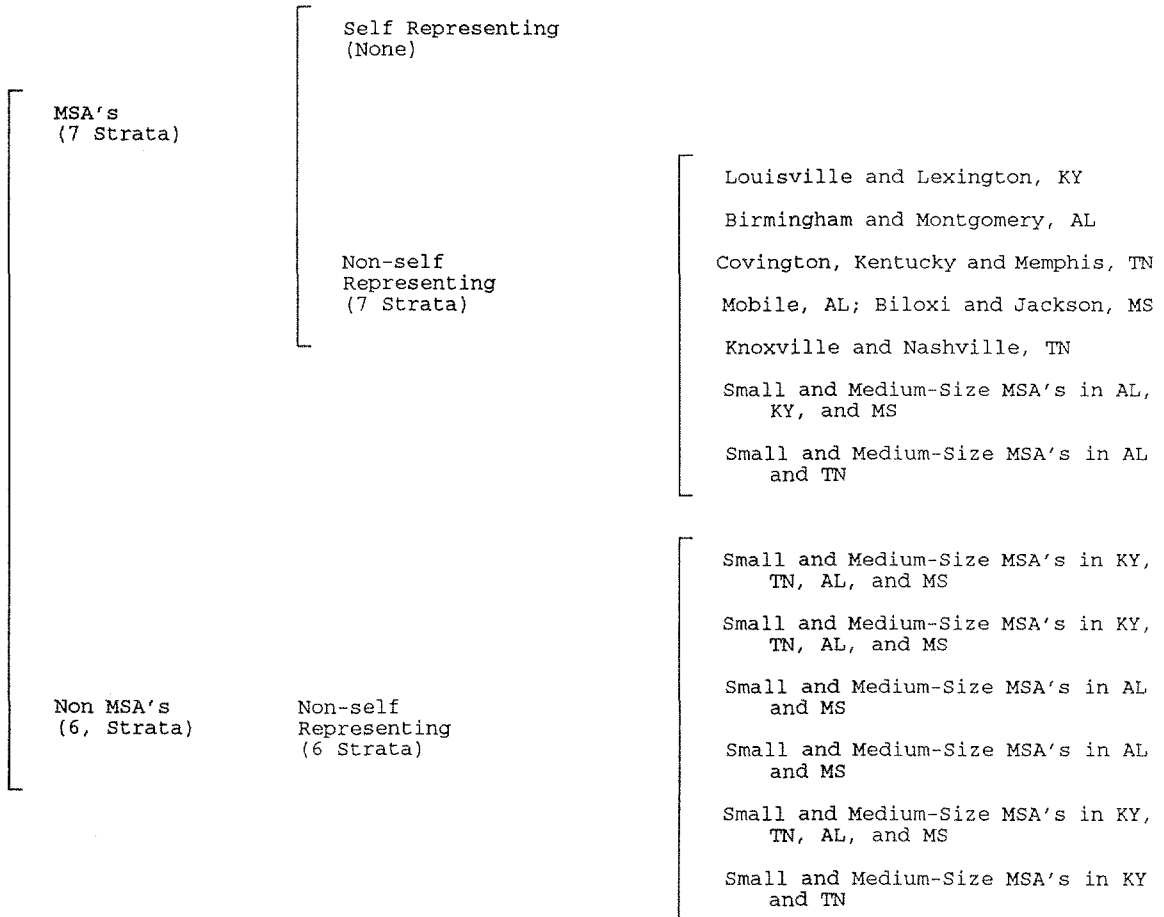 Self Representing
(None)
MSA's
(7 Strata)
Non-self
Representing
(7 Strata)
Louisville and Lexington, KY
Birmingham and Montgomery, AL
Covington, Kentucky and Memphis, TN
Mobile, AL; Biloxi and Jackson, MS
Knoxville and Nashville, TN
Small and Medium-Size MSA's in AL,
KY, and MS
Small and Medium-Size MSA's in AL
and TN
Non MSA's
(6, Strata)
Non-self
Representing
(6 Strata)
Small and Medium-Size MSA's in KY,
TN, AL, and MS
Small and Medium-Size MSA's in KY,
TN, AL, and MS
Small and Medium-Size MSA's in AL
and MS
Small and Medium-Size MSA's in AL
and MS
Small and Medium-Size MSA's in KY,
TN, AL, and MS
Small and Medium-Size MSA's in KY
and TN